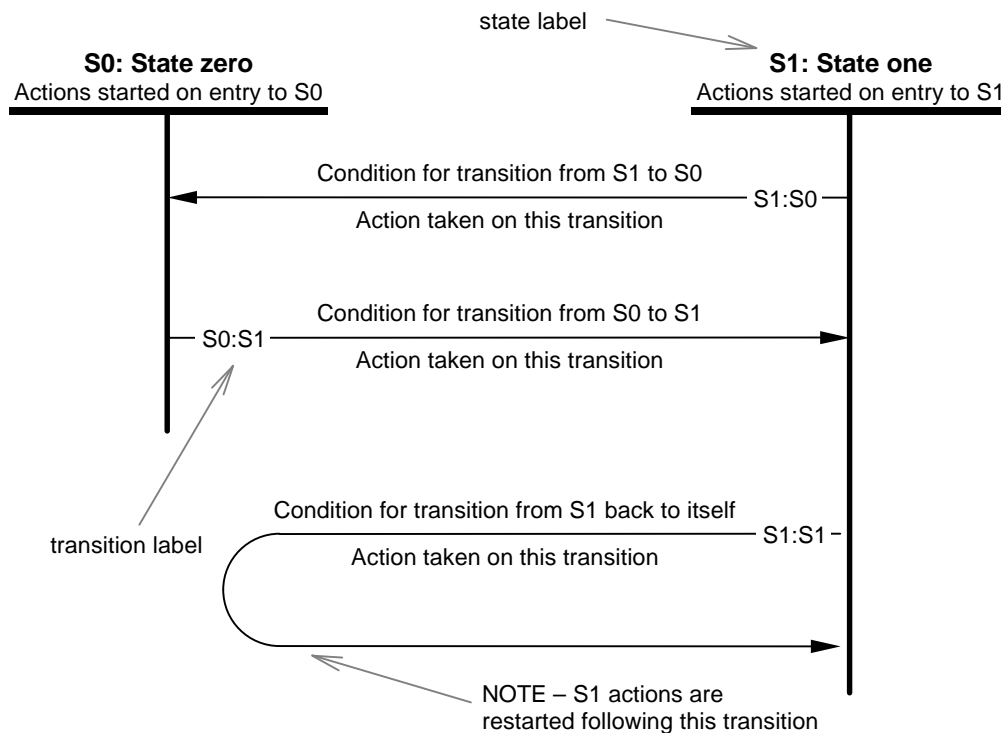 state label
S0: State zero
Actions started on entry to S0
S1: State one
Actions started on entry to S1
Condition for transition from S1 to S0
S1:S0
Action taken on this transition
Condition for transition from S0 to S1
S0:S1
Action taken on this transition
Condition for transition from S1 back to itself
S1:S1
transition label
Action taken on this transition
NOTE – S1 actions are
restarted following this transition